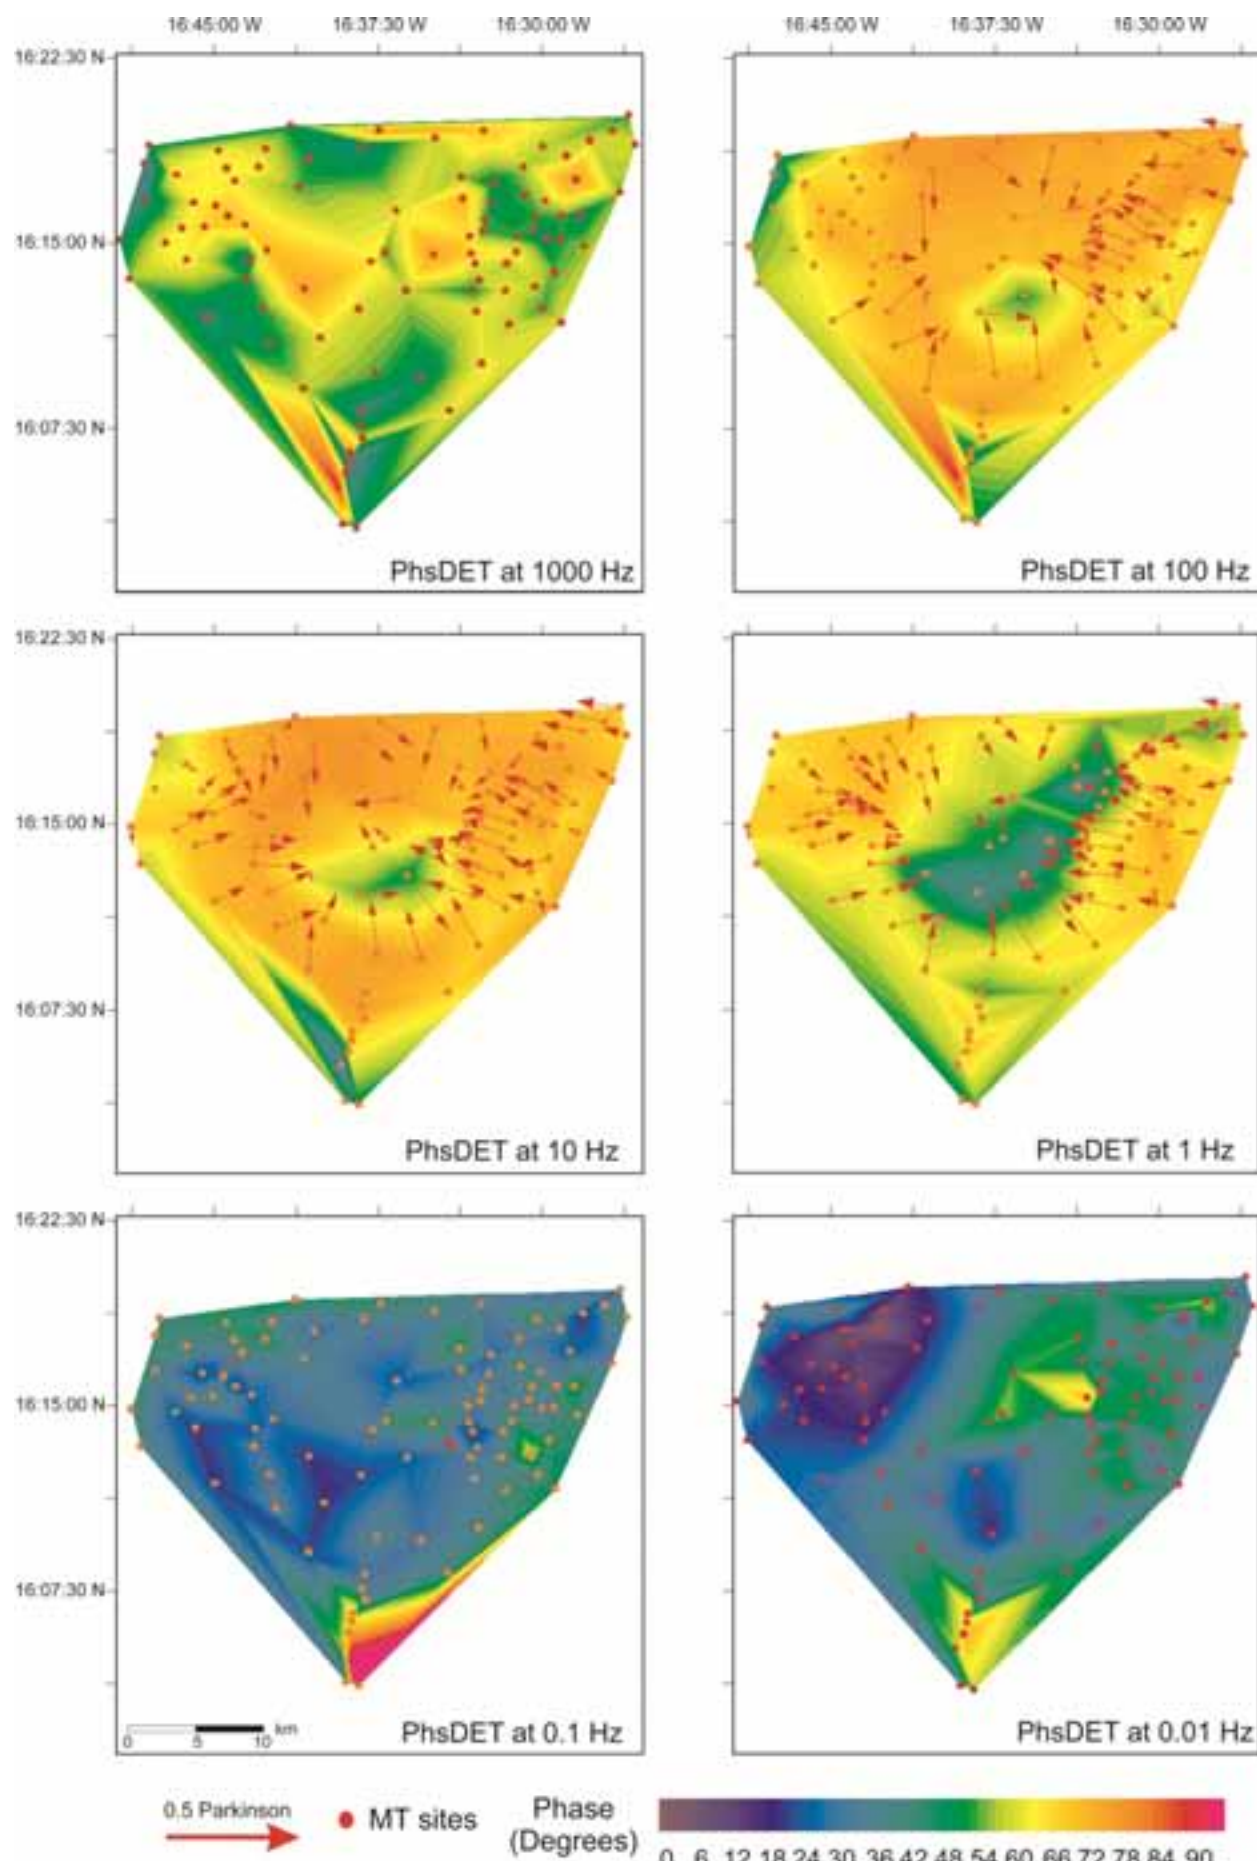 16:45:00 W 16:37:30 W 16:30:00 W 16:45:00 W 16:37:30 W 16:30:00 W
16:22:30 N
16:15:00 N
16:07:30 N
PhsDET at 1000 Hz PhsDET at 100 Hz
16:22:30 N
16:15:00 N
16:07:30 N
PhsDET at 10 Hz PhsDET at 1 Hz
16:22:30 N
16:15:00 N
16:07:30 N
km
0 5 10
PhsDET at 0.1 Hz PhsDET at 0.01 Hz
0.5 Parkinson MT sites Phase
(Degrees)
0 6 12 18 24 30 36 42 48 54 60 66 72 78 84 90